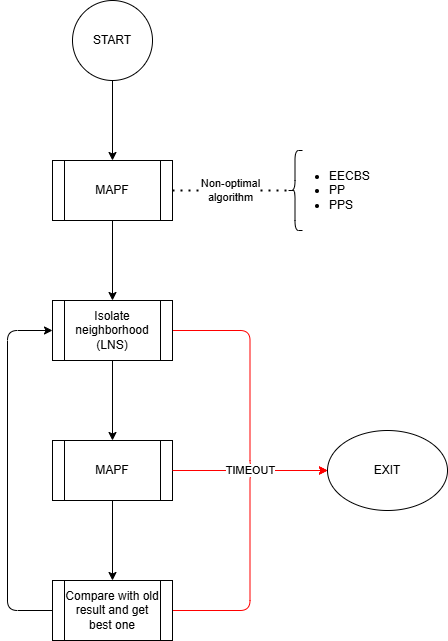 START
MAPF
Non-optimal
algorithm
EECBS
PP
PPS
Isolate
neighborhood
(LNS)
MAPF
TIMEOUT
EXIT
Compare with old
result and get
best one